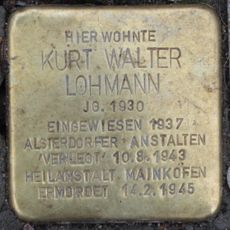 HIER WOHNTE
KURT WALTER
LOHMANN
JG. 1930
EINGEWIESEN 1937
ALSTERDORFER ANSTALTEN
'VERLEGT' 10.8.1943
HEILANSTALT MAINKOFEN
ERMORDET 14.2.1945